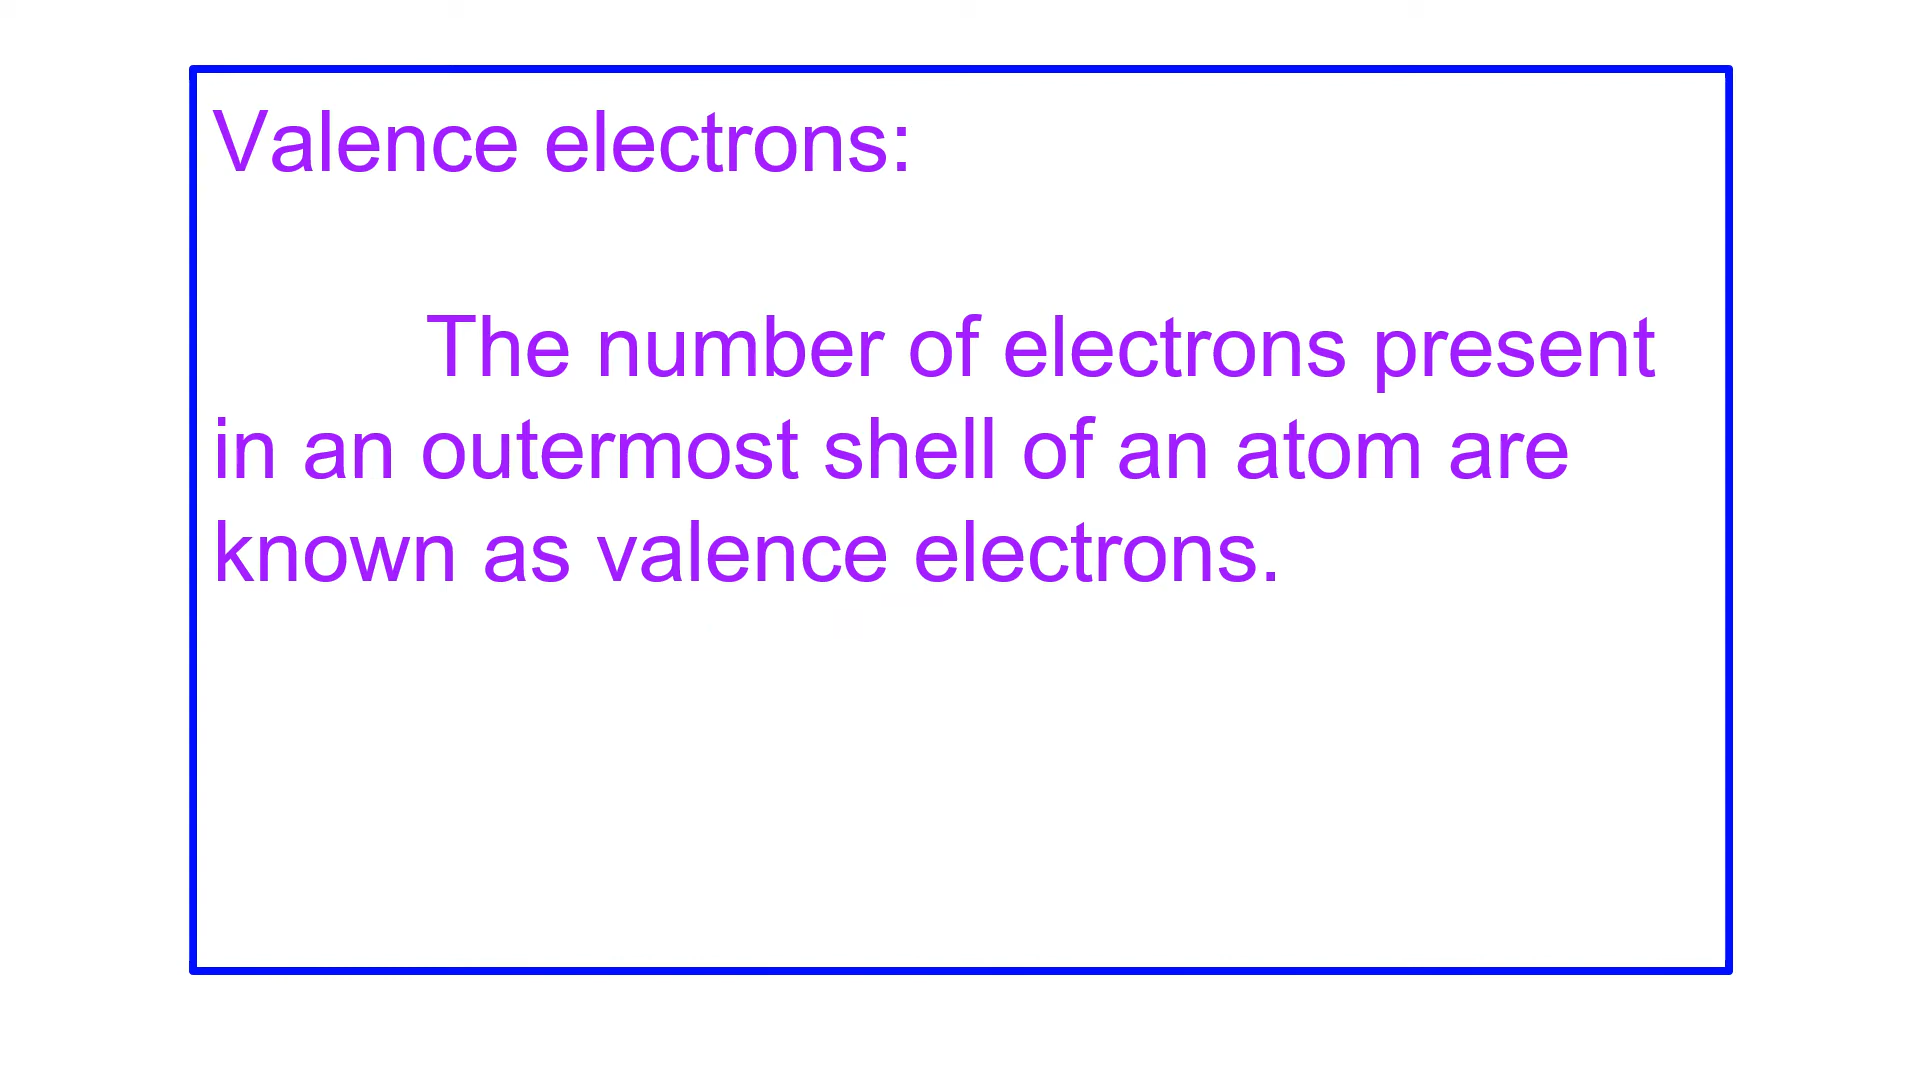 Valence electrons:
The number of electrons present
in an outermost shell of an atom are
known as valence electrons.